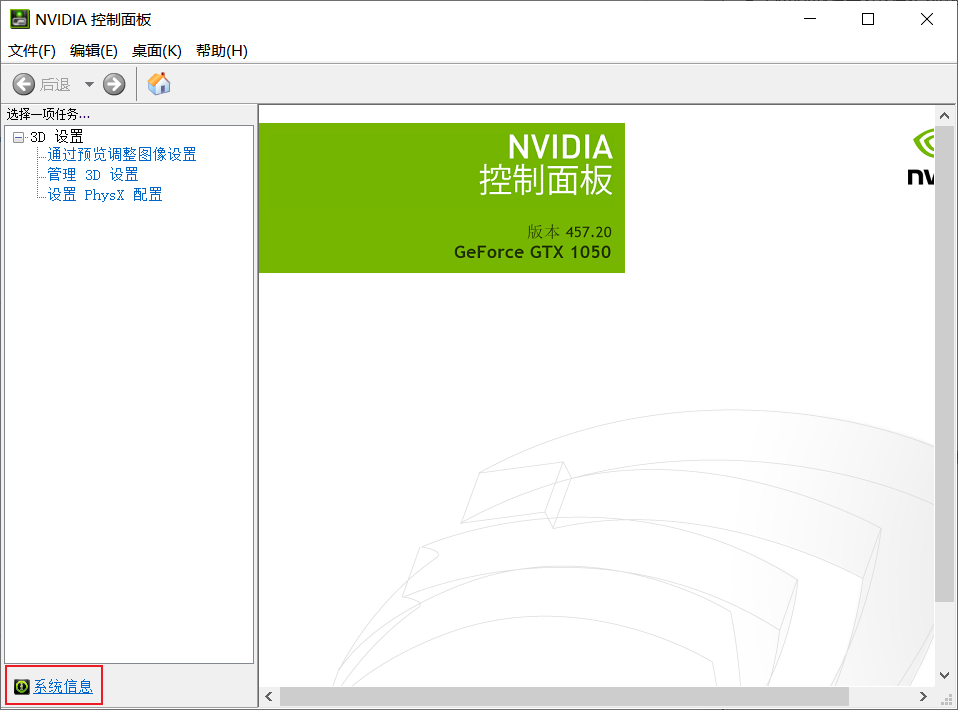 NVIDIA 控制面板
文件(F) 编辑(E) 桌面(K) 帮助(H)
后退
选择一项任务...
3D 设置
通过预览调整图像设置
管理 3D 设置
设置 PhysX 配置
系统信息
NVIDIA
控制面板
版本 457.20
GeForce GTX 1050